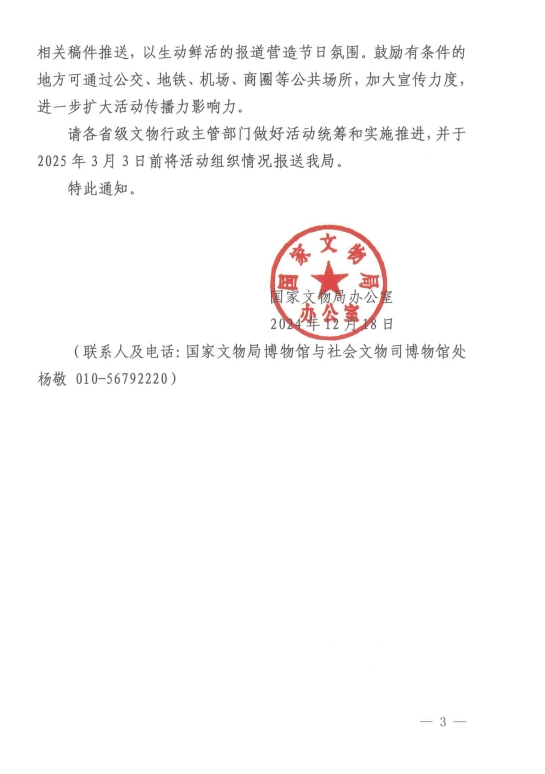 相关稿件推送，以生动鲜活的报道营造节日氛围。鼓励有条件的
地方可通过公交、地铁、机场、商圈等公共场所，加大宣传力度，
进一步扩大活动传播力影响力。
请各省级文物行政主管部门做好活动统筹和实施推进，并于
2025年3月3日前将活动组织情况报送我局。
特此通知。
国家文物局
办公室
国家文物局办公室
2024年12月18日
（联系人及电话：国家文物局博物馆与社会文物司博物馆处
杨敬 010-56792220）
— 3 —